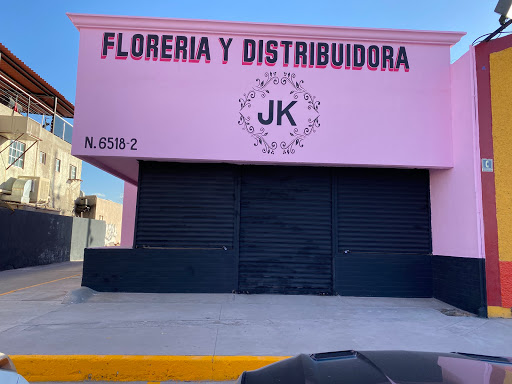 FLORERIA Y DISTRIBUIDORA
JK
N. 6518-2